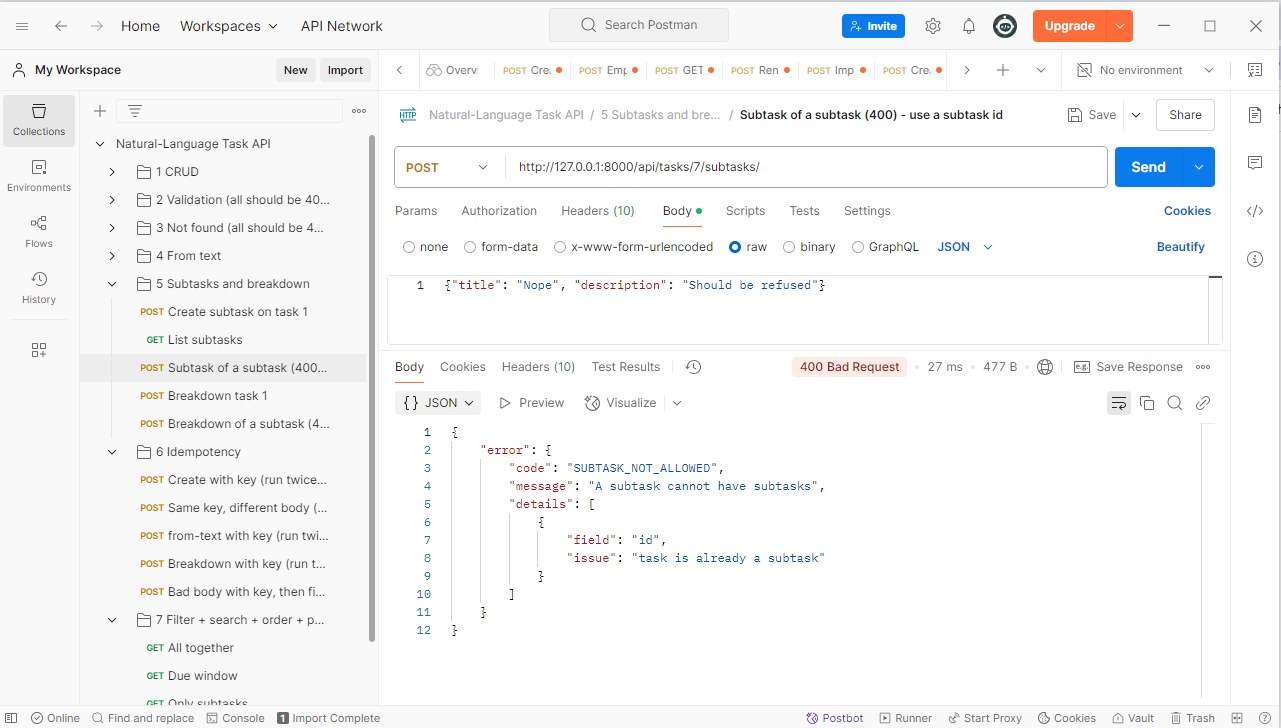 Home Workspaces API Network Search Postman Invite Upgrade
My Workspace New Import Overvi POST Cre. POST Emp POST GET POST Ren POST Imp POST Cre. No environment
Collections
Environments
Flows
History
Natural-Language Task API
1 CRUD
2 Validation (all should be 40...
3 Not found (all should be 4...
4 From text
5 Subtasks and breakdown
POST Create subtask on task 1
GET List subtasks
POST Subtask of a subtask (400...
POST Breakdown task 1
POST Breakdown of a subtask (4...
6 Idempotency
POST Create with key (run twice...
POST Same key, different body (...
POST from-text with key (run twi...
POST Breakdown with key (run t...
POST Bad body with key, then fi...
7 Filter + search + order + p...
GET All together
GET Due window
GET Only subtasks
HTTP Natural-Language Task API / 5 Subtasks and bre... / Subtask of a subtask (400) - use a subtask id Save Share
POST http://127.0.0.1:8000/api/tasks/7/subtasks/ Send
Params Authorization Headers (10) Body Scripts Tests Settings Cookies
none form-data x-www-form-urlencoded raw binary GraphQL JSON Beautify
1 {"title": "Nope", "description": "Should be refused"}
Body Cookies Headers (10) Test Results 400 Bad Request 27 ms 477 B e.g. Save Response
{} JSON Preview Visualize
1 {
2 "error": {
3 "code": "SUBTASK_NOT_ALLOWED",
4 "message": "A subtask cannot have subtasks",
5 "details": [
6 {
7 "field": "id",
8 "issue": "task is already a subtask"
9 }
10 ]
11 }
12 }
Online Find and replace Console 1 Import Complete Postbot Runner Start Proxy Cookies Vault Trash